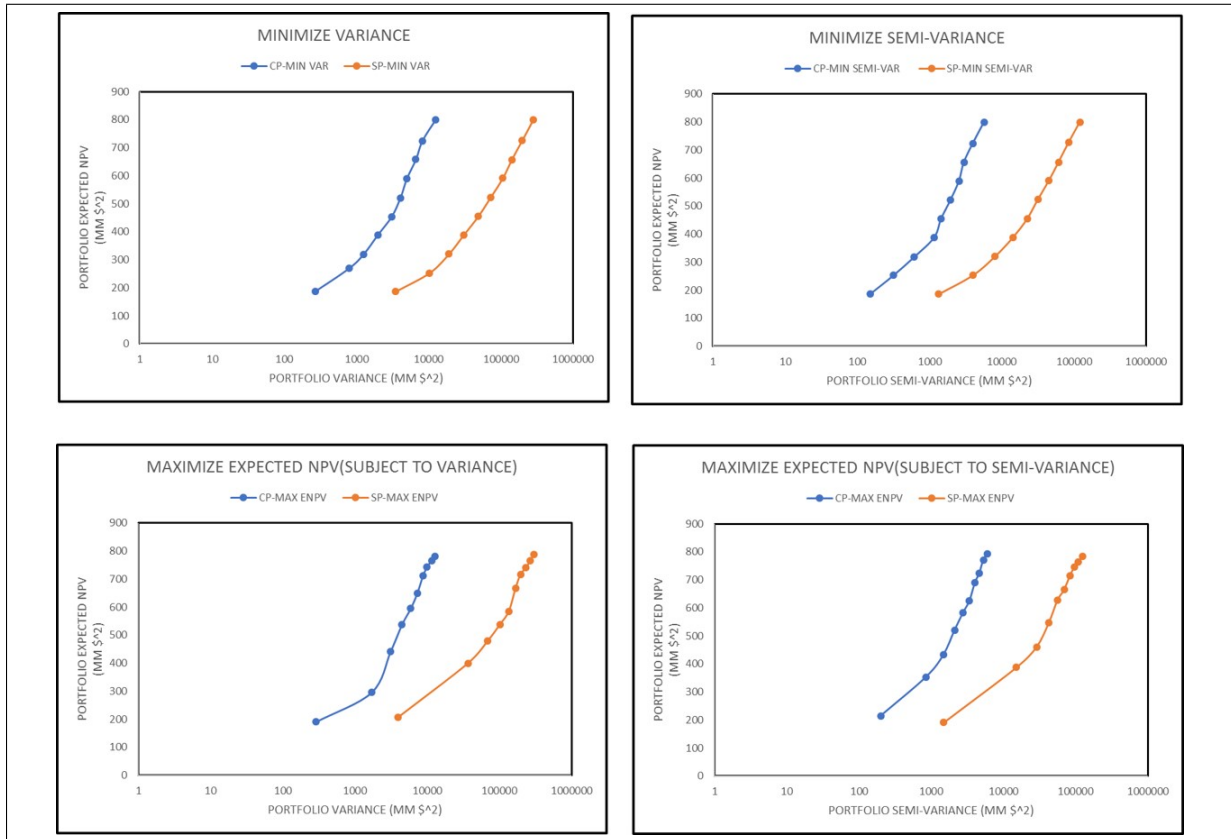 MINIMIZE VARIANCE
CP-MIN VAR SP-MIN VAR
PORTFOLIO EXPECTED NPV
(MM $^2)
900
800
700
600
500
400
300
200
100
0
1 10 100 1000 10000 100000 1000000
PORTFOLIO VARIANCE (MM $^2)
MINIMIZE SEMI-VARIANCE
CP-MIN SEMI-VAR SP-MIN SEMI-VAR
PORTFOLIO EXPECTED NPV
(MM $^2)
900
800
700
600
500
400
300
200
100
0
1 10 100 1000 10000 100000 1000000
PORTFOLIO SEMI-VARIANCE (MM $^2)
MAXIMIZE EXPECTED NPV(SUBJECT TO VARIANCE)
CP-MAX ENPV SP-MAX ENPV
PORTFOLIO EXPECTED NPV
(MM $^2)
900
800
700
600
500
400
300
200
100
0
1 10 100 1000 10000 100000 1000000
PORTFOLIO VARIANCE (MM $^2)
MAXIMIZE EXPECTED NPV(SUBJECT TO SEMI-VARIANCE)
CP-MAX ENPV SP-MAX ENPV
PORTFOLIO EXPECTED NPV
(MM $^2)
900
800
700
600
500
400
300
200
100
0
1 10 100 1000 10000 100000 1000000
PORTFOLIO SEMI-VARIANCE (MM $^2)